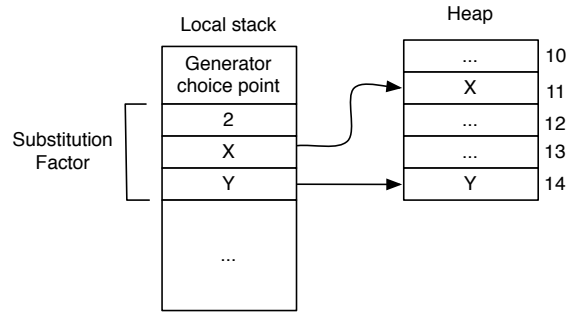 Local stack
Heap
Generator
choice point
2
X
Y
...
Substitution
Factor
...
X
...
...
Y
10
11
12
13
14